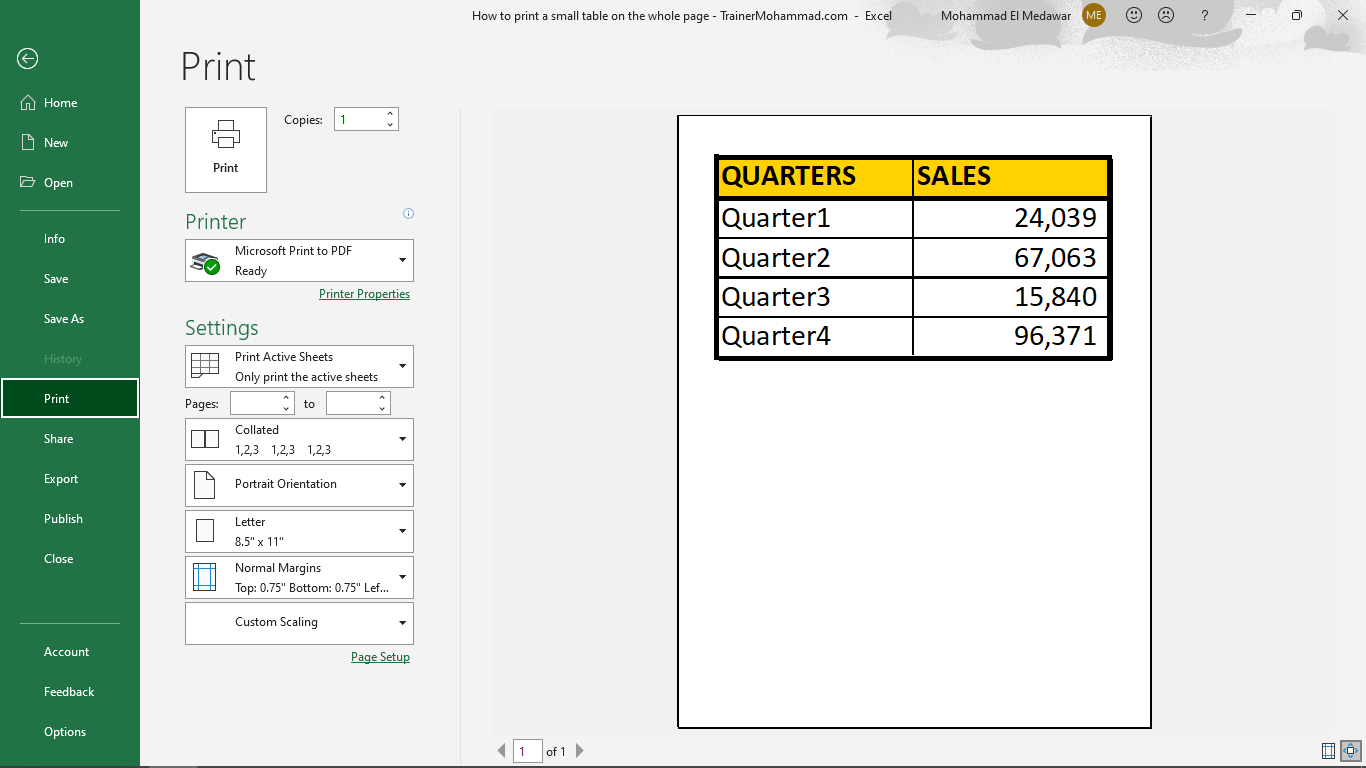 How to print a small table on the whole page - TrainerMohammad.com - Excel
Mohammad El Medawar
ME
?
Home
New
Open
Info
Save
Save As
History
Print
Share
Export
Publish
Close
Account
Feedback
Options
Print
Print
Copies: 1
Printer
Microsoft Print to PDF
Ready
Printer Properties
Settings
Print Active Sheets
Only print the active sheets
Pages: to
Collated
1,2,3 1,2,3 1,2,3
Portrait Orientation
Letter
8.5" x 11"
Normal Margins
Top: 0.75" Bottom: 0.75" Lef...
Custom Scaling
Page Setup
QUARTERS SALES
Quarter1 24,039
Quarter2 67,063
Quarter3 15,840
Quarter4 96,371
1 of 1